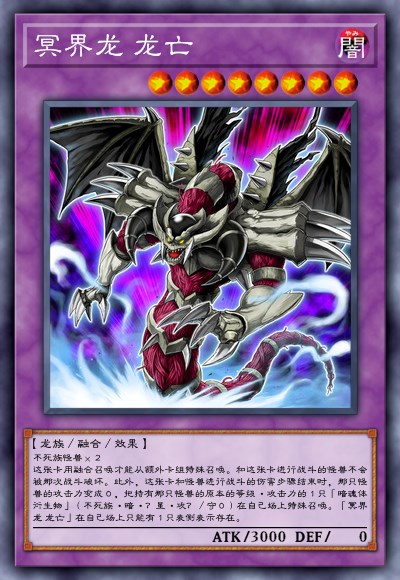 冥界龙 龙亡
やみ
闇
【龙族／融合／效果】
不死族怪兽×2
这张卡用融合召唤才能从额外卡组特殊召唤。和这张卡进行战斗的怪兽不会
被那次战斗破坏。此外，这张卡和怪兽进行战斗的伤害步骤结束时，那只怪
兽的攻击力变成0，把持有那只怪兽的原本的等级·攻击力的1只「暗魂体
衍生物」（不死族·暗·？星·攻？/守0）在自己场上特殊召唤。「冥界
龙 龙亡」在自己场上只能有1只表侧表示存在。
ATK/3000 DEF/ 0